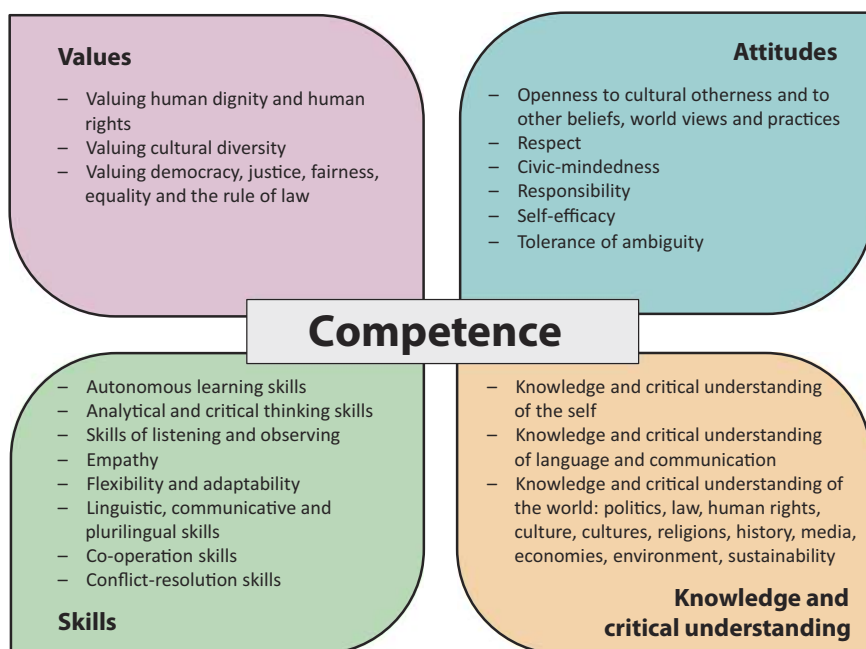 Values
– Valuing human dignity and human
rights
– Valuing cultural diversity
– Valuing democracy, justice, fairness,
equality and the rule of law
Attitudes
– Openness to cultural otherness and to
other beliefs, world views and practices
– Respect
– Civic-mindedness
– Responsibility
– Self-efficacy
– Tolerance of ambiguity
Competence
– Autonomous learning skills
– Analytical and critical thinking skills
– Skills of listening and observing
– Empathy
– Flexibility and adaptability
– Linguistic, communicative and
plurilingual skills
– Co-operation skills
– Conflict-resolution skills
Skills
– Knowledge and critical understanding
of the self
– Knowledge and critical understanding
of language and communication
– Knowledge and critical understanding of
the world: politics, law, human rights,
culture, cultures, religions, history, media,
economies, environment, sustainability
Knowledge and
critical understanding